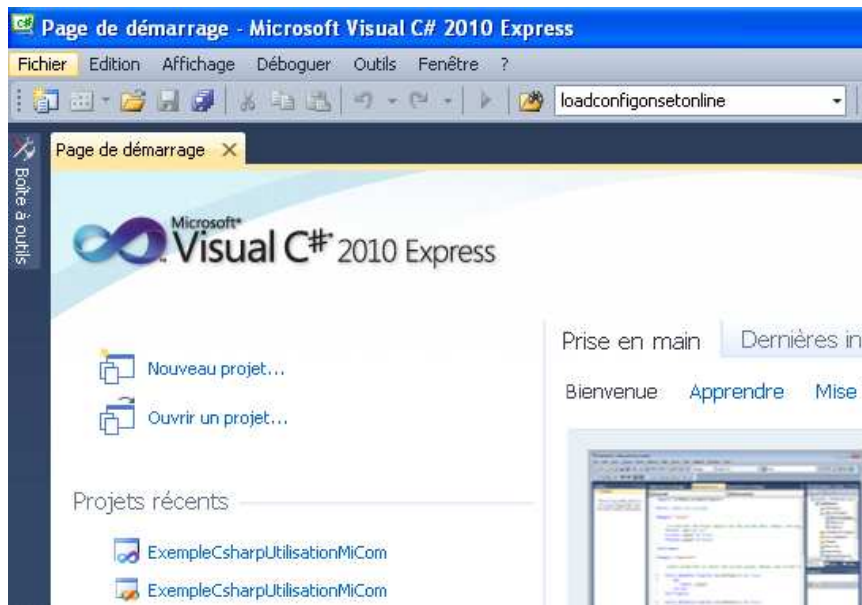 Page de démarrage - Microsoft Visual C# 2010 Express
Fichier Edition Affichage Déboguer Outils Fenêtre ?
loadconfigonsetonline
Boîte à outils
Page de démarrage
Microsoft
Visual C# 2010 Express
Nouveau projet...
Ouvrir un projet...
Projets récents
ExempleCsharpUtilisationMiCom
ExempleCsharpUtilisationMiCom
Prise en main Dernières in
Bienvenue Apprendre Mise